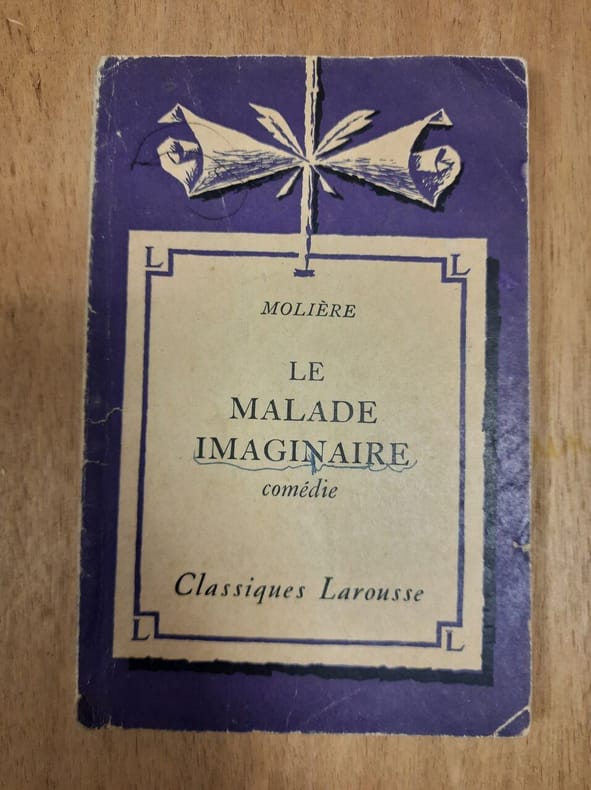 L L
MOLIÈRE
LE
MALADE
IMAGINAIRE
comédie
Classiques Larousse
L L